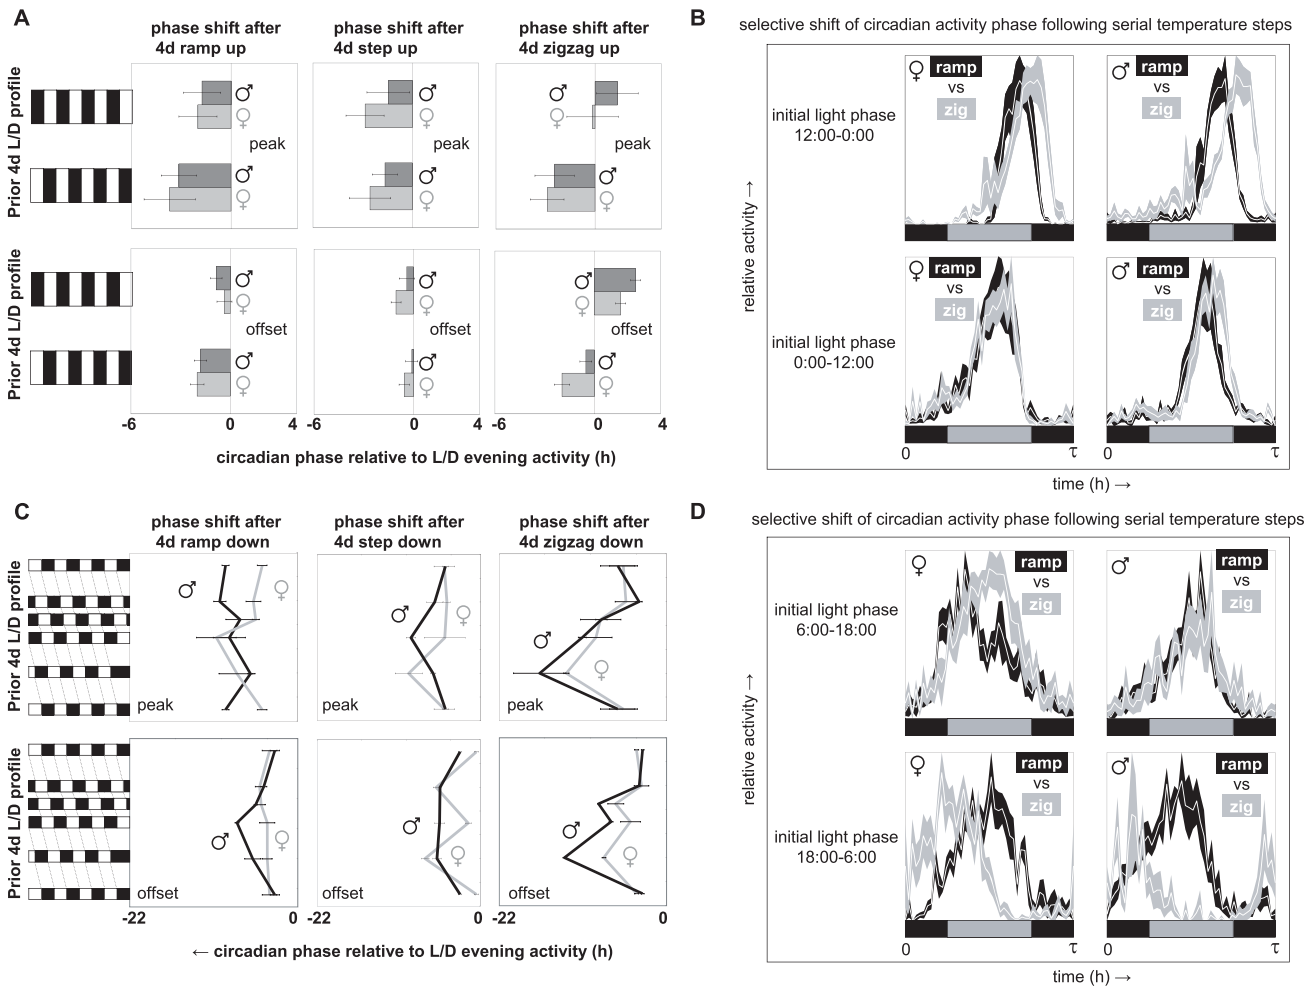 A
phase shift after
4d ramp up
phase shift after
4d step up
phase shift after
4d zigzag up
Prior 4d L/D profile
♂
♀
peak
♂
♀
♂
♀
peak
♂
♀
♂
♀
peak
♂
♀
Prior 4d L/D profile
♂
♀
offset
♂
♀
♂
♀
offset
♂
♀
♂
♀
offset
♂
♀
-6 0 4 -6 0 4 -6 0 4
circadian phase relative to L/D evening activity (h)
B
selective shift of circadian activity phase following serial temperature steps
relative activity →
initial light phase
12:00-0:00
♀ ramp
vs
zig
♂ ramp
vs
zig
initial light phase
0:00-12:00
♀ ramp
vs
zig
♂ ramp
vs
zig
0 τ 0 τ
time (h) →
C
phase shift after
4d ramp down
phase shift after
4d step down
phase shift after
4d zigzag down
Prior 4d L/D profile
♂ ♀
peak
♂ ♀
peak
♂ ♀
peak
Prior 4d L/D profile
♂ ♀
offset
♂ ♀
offset
♂ ♀
offset
-22 0 -22 0 -22 0
← circadian phase relative to L/D evening activity (h)
D
selective shift of circadian activity phase following serial temperature steps
relative activity →
initial light phase
6:00-18:00
♀ ramp
vs
zig
♂ ramp
vs
zig
initial light phase
18:00-6:00
♀ ramp
vs
zig
♂ ramp
vs
zig
0 τ 0 τ
time (h) →